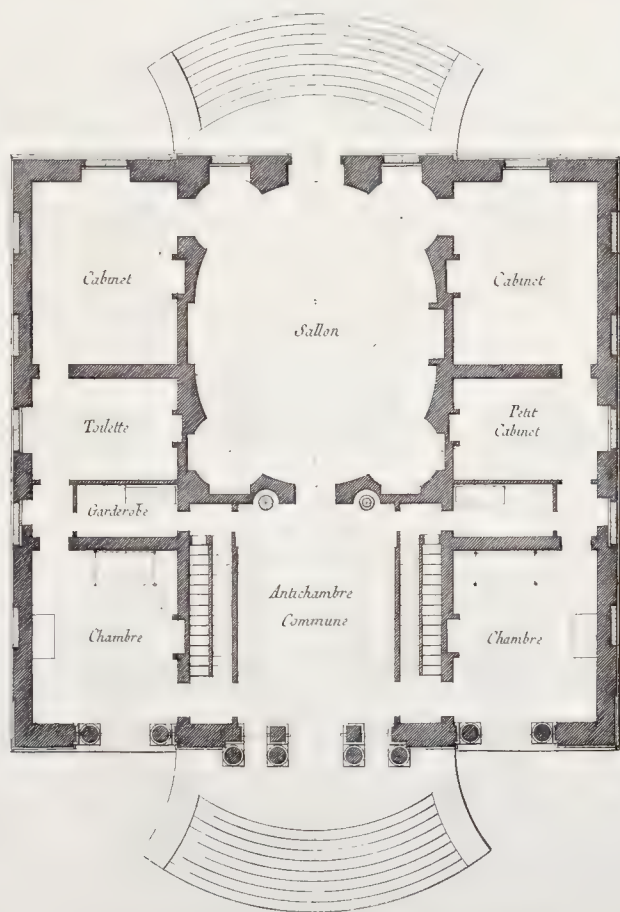 Cabinet
Sallon
Cabinet
Toilette
Petit
Cabinet
Garderobe
Antichambre
Commune
Chambre
Chambre